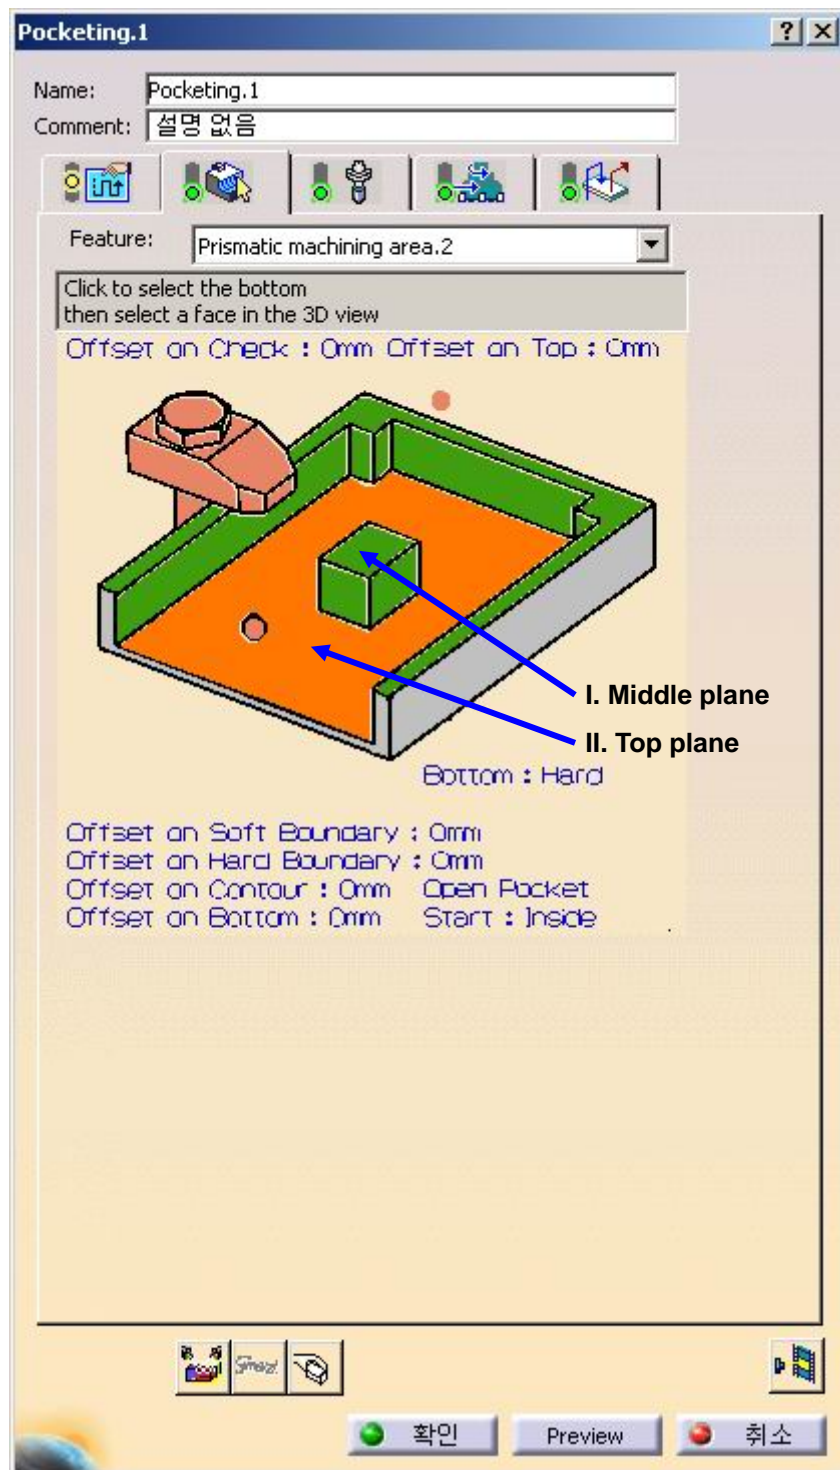 Pocketing.1
Name: Pocketing.1
Comment: 설명 없음
Feature: Prismatic machining area.2
Click to select the bottom
then select a face in the 3D view
Offset on Check : 0mm Offset on Top : 0mm
I. Middle plane
II. Top plane
Bottom : Hard
Offset on Soft Boundary : 0mm
Offset on Hard Boundary : 0mm
Offset on Contour : 0mm Open Pocket
Offset on Bottom : 0mm Start : Inside
Smart
확인 Preview 취소